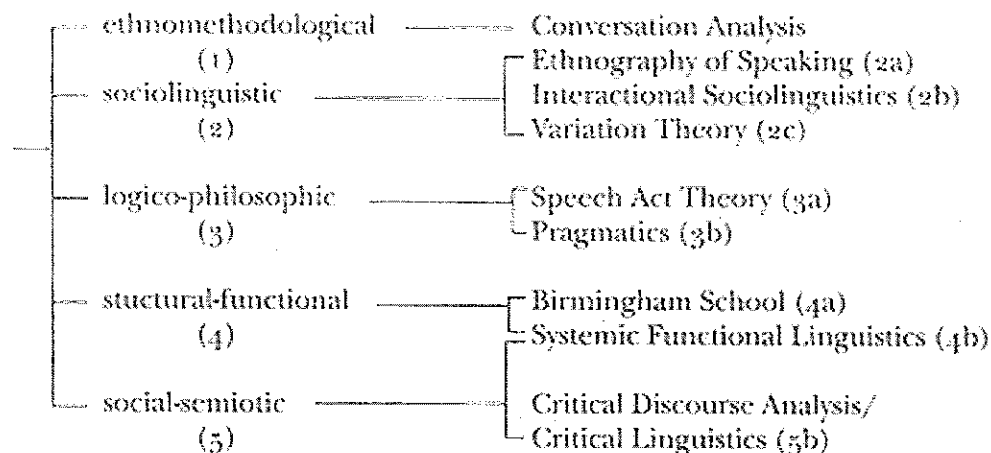 ethnomethodological Conversation Analysis
(1) Ethnography of Speaking (2a)
sociolinguistic Interactional Sociolinguistics (2b)
(2) Variation Theory (2c)
logico-philosophic Speech Act Theory (3a)
(3) Pragmatics (3b)
stuctural-functional Birmingham School (4a)
(4) Systemic Functional Linguistics (4b)
social-semiotic Critical Discourse Analysis/
(5) Critical Linguistics (5b)